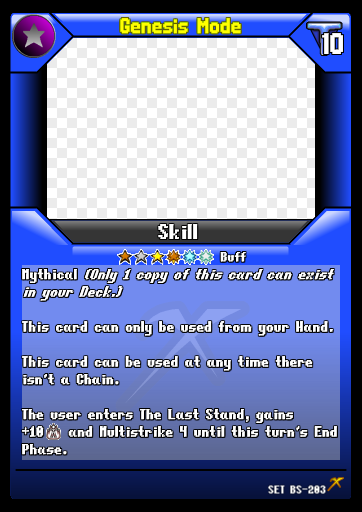 Genesis Mode
10
Skill
Buff
Mythical (Only 1 copy of this card can exist
in your Deck.)
This card can only be used from your Hand.
This card can be used at any time there
isn't a Chain.
The user enters The Last Stand, gains
+10 and Multistrike 4 until this turn's End
Phase.
SET BS-203